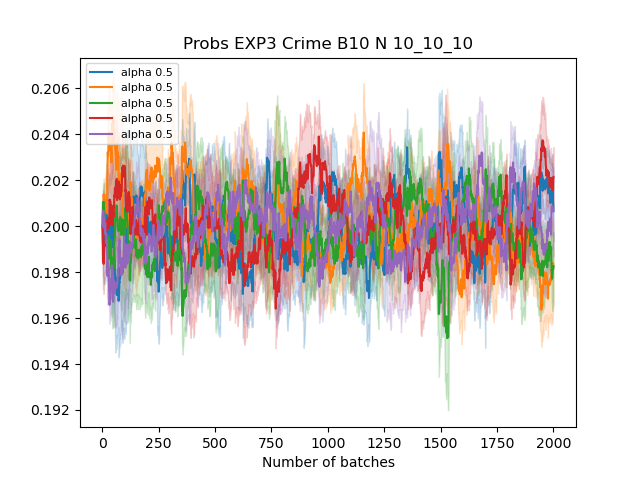 Probs EXP3 Crime B10 N 10_10_10
alpha 0.5
alpha 0.5
alpha 0.5
alpha 0.5
alpha 0.5
0.206
0.204
0.202
0.200
0.198
0.196
0.194
0.192
0 250 500 750 1000 1250 1500 1750 2000
Number of batches